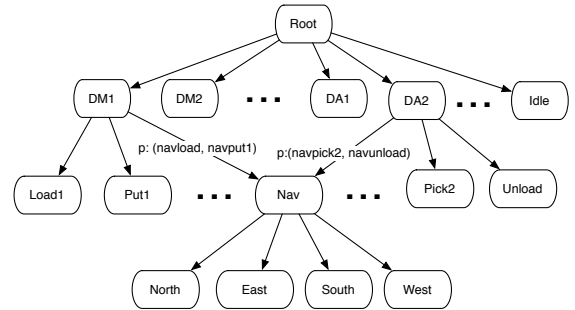 Root
DM1
DM2
DA1
DA2
Idle
p: (navload, navput1)
p:(navpick2, navunload)
Load1
Put1
Nav
Pick2
Unload
North
East
South
West